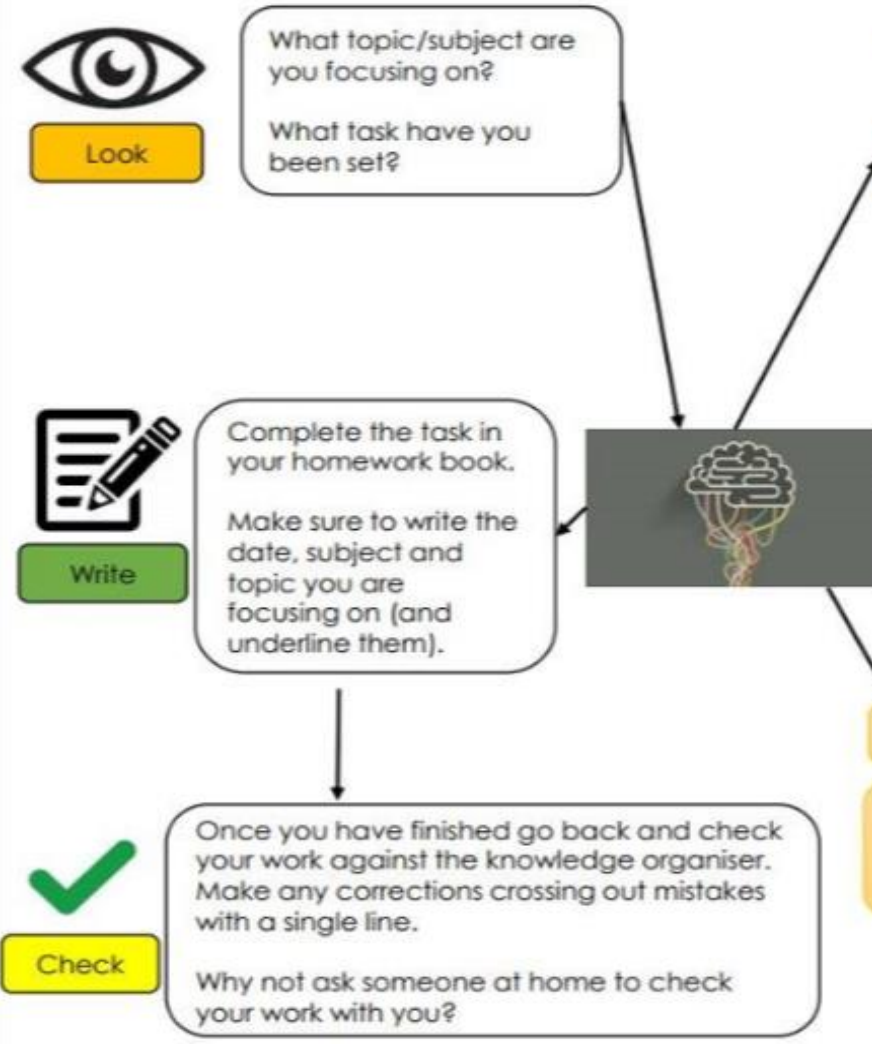 What topic/subject are
you focusing on?
What task have you
been set?
Look
Complete the task in
your homework book.
Make sure to write the
date, subject and
topic you are
focusing on (and
underline them).
Write
Once you have finished go back and check
your work against the knowledge organiser.
Make any corrections crossing out mistakes
with a single line.
Why not ask someone at home to check
your work with you?
Check